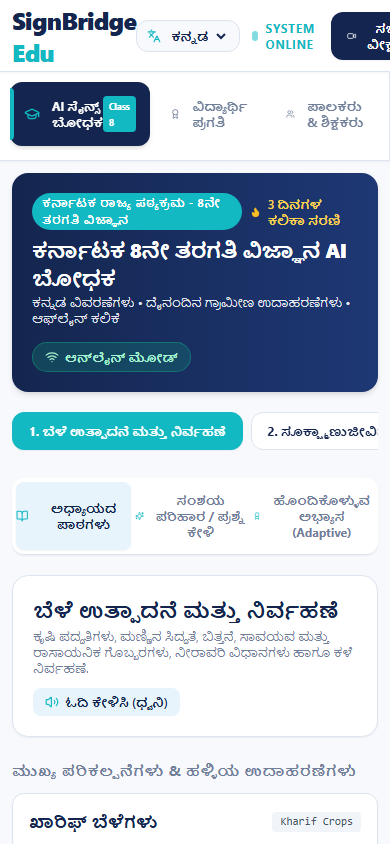 SignBridge
Edu
ಕನ್ನಡ
SYSTEM
ONLINE
AI ಸೈನ್ಸ್
ಬೋಧಕ
Class
8
ವಿದ್ಯಾರ್ಥಿ
ಪ್ರಗತಿ
ಪಾಲಕರು
& ಶಿಕ್ಷಕರು
ಕರ್ನಾಟಕ ರಾಜ್ಯ ಪಠ್ಯಕ್ರಮ - 8ನೇ
ತರಗತಿ ವಿಜ್ಞಾನ
3 ದಿನಗಳ
ಕಲಿಕಾ ಸರಣಿ
ಕರ್ನಾಟಕ 8ನೇ ತರಗತಿ ವಿಜ್ಞಾನ AI
ಬೋಧಕ
ಕನ್ನಡ ವಿವರಣೆಗಳು • ದೈನಂದಿನ ಗ್ರಾಮೀಣ ಉದಾಹರಣೆಗಳು •
ಆಫ್‌ಲೈನ್ ಕಲಿಕೆ
ಆನ್‌ಲೈನ್ ಮೋಡ್
1. ಬೆಳೆ ಉತ್ಪಾದನೆ ಮತ್ತು ನಿರ್ವಹಣೆ
2. ಸೂಕ್ಷ್ಮಾಣುಜೀವಿ
ಅಧ್ಯಾಯದ
ಪಾಠಗಳು
ಸಂಶಯ
ಪರಿಹಾರ / ಪ್ರಶ್ನೆ
ಕೇಳಿ
ಹೊಂದಿಕೊಳ್ಳುವ
ಅಭ್ಯಾಸ
(Adaptive)
ಬೆಳೆ ಉತ್ಪಾದನೆ ಮತ್ತು ನಿರ್ವಹಣೆ
ಕೃಷಿ ಪದ್ಧತಿಗಳು, ಮಣ್ಣಿನ ಸಿದ್ಧತೆ, ಬಿತ್ತನೆ, ಸಾವಯವ ಮತ್ತು
ರಾಸಾಯನಿಕ ಗೊಬ್ಬರಗಳು, ನೀರಾವರಿ ವಿಧಾನಗಳು ಹಾಗೂ ಕಳೆ
ನಿರ್ವಹಣೆ.
ಓದಿ ಕೇಳಿಸಿ (ಧ್ವನಿ)
ಮುಖ್ಯ ಪರಿಕಲ್ಪನೆಗಳು & ಹಳ್ಳಿಯ ಉದಾಹರಣೆಗಳು
ಖಾರಿಫ್ ಬೆಳೆಗಳು
Kharif Crops